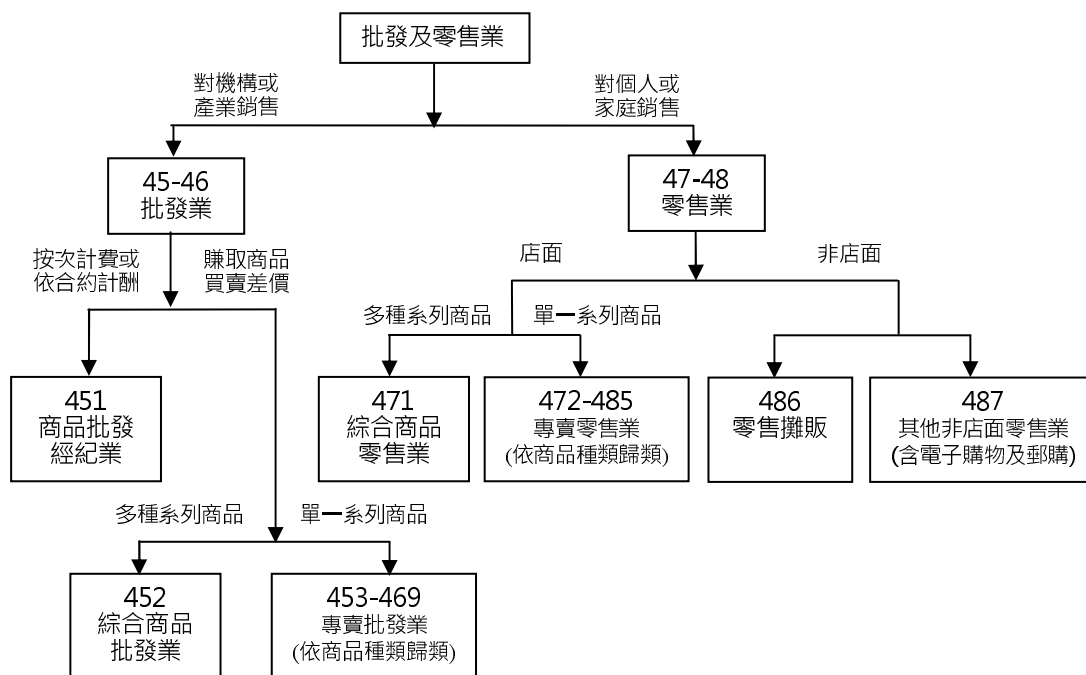 批發及零售業
對機構或
產業銷售
對個人或
家庭銷售
45-46
批發業
47-48
零售業
按次計費或
依合約計酬
賺取商品
買賣差價
店面
非店面
多種系列商品
單一系列商品
451
商品批發
經紀業
471
綜合商品
零售業
472-485
專賣零售業
(依商品種類歸類)
486
零售攤販
487
其他非店面零售業
(含電子購物及郵購)
多種系列商品
單一系列商品
452
綜合商品
批發業
453-469
專賣批發業
(依商品種類歸類)